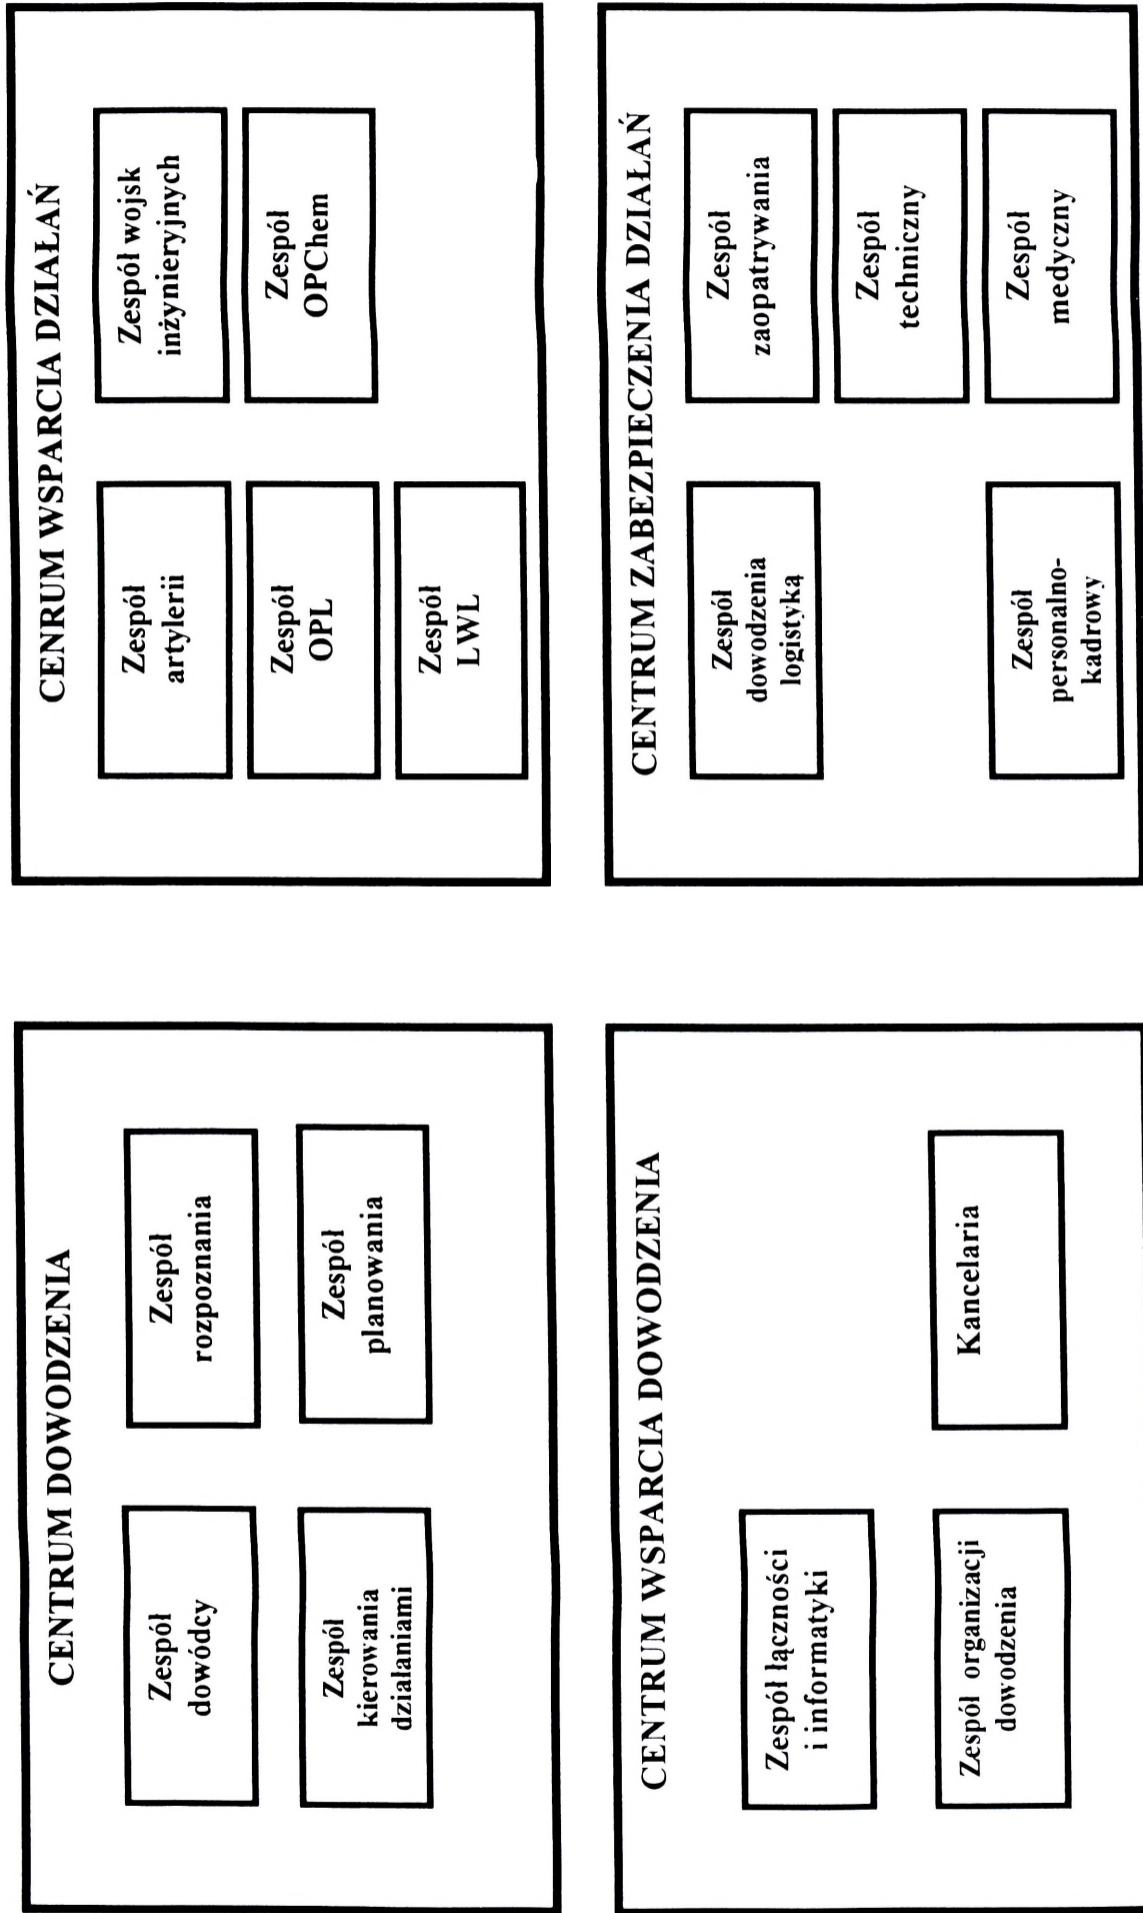 CENTRUM DOWODZENIA
Zespół
dowódcy
Zespół
rozpoznania
Zespół
kierowania
działaniami
Zespół
planowania
CENRUM WSPARCIA DZIAŁAŃ
Zespół
artylerii
Zespół wojsk
inżynieryjnych
Zespół
OPL
Zespół
OPChem
Zespół
LWL
CENTRUM WSPARCIA DOWODZENIA
Zespół łączności
i informatyki
Zespół organizacji
dowodzenia
Kancelaria
CENTRUM ZABEZPIECZENIA DZIAŁAŃ
Zespół
dowodzenia
logistyką
Zespół
zaopatrywania
Zespół
techniczny
Zespół
personalno-
kadrowy
Zespół
medyczny